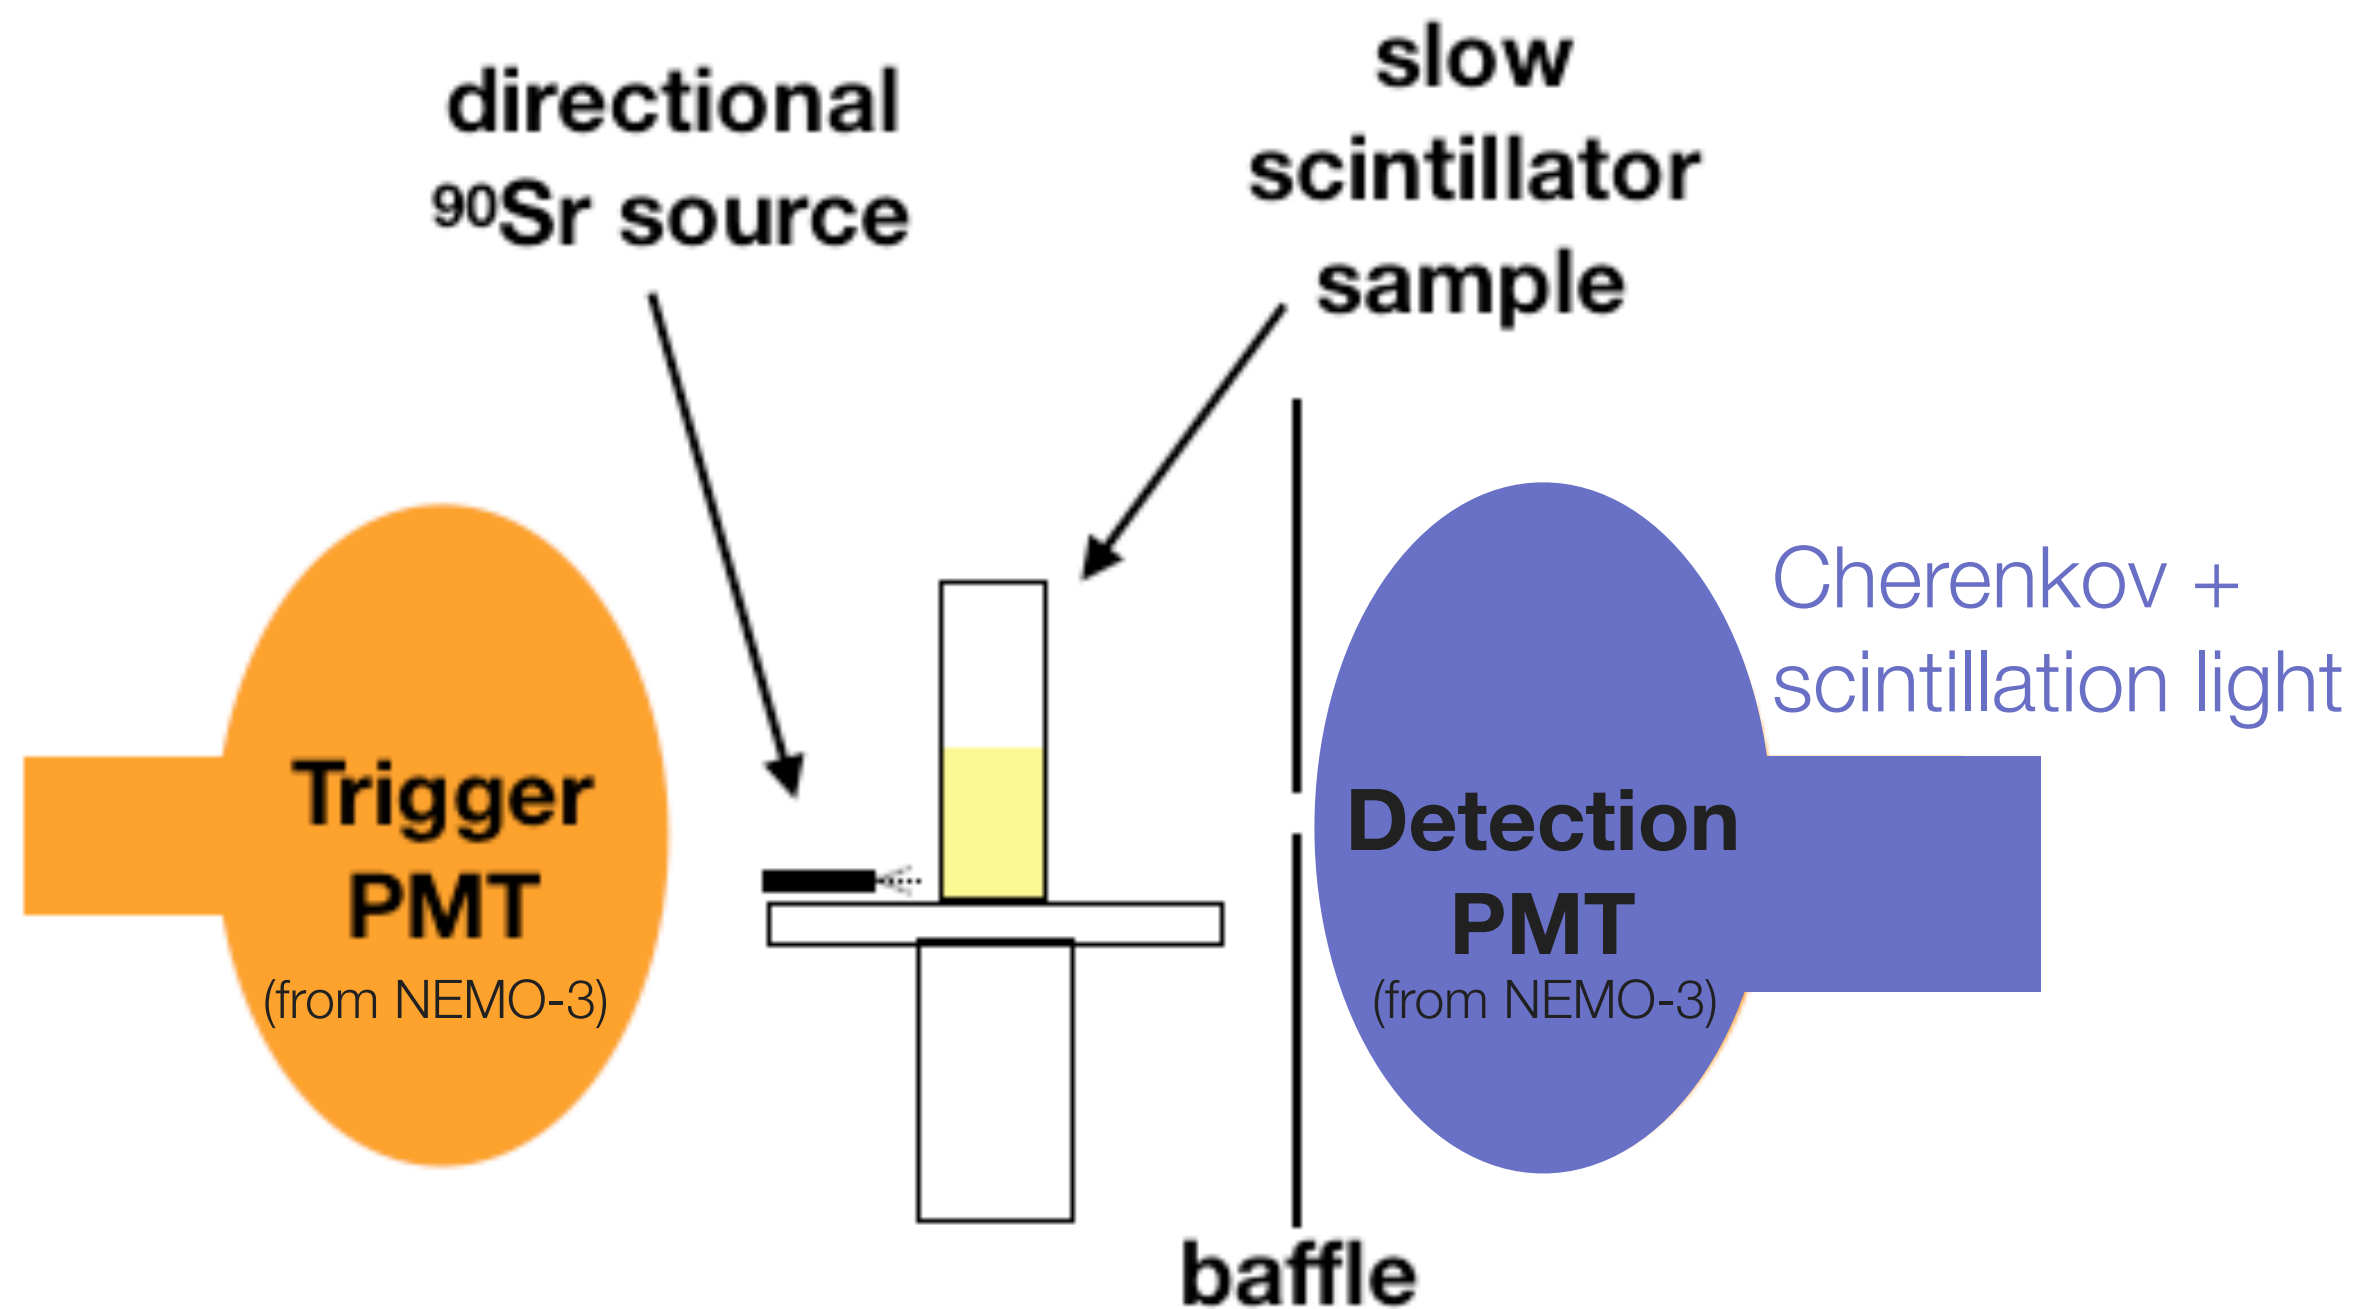 directional
⁹⁰Sr source
slow
scintillator
sample
Cherenkov +
scintillation light
Trigger
PMT
(from NEMO-3)
Detection
PMT
(from NEMO-3)
baffle